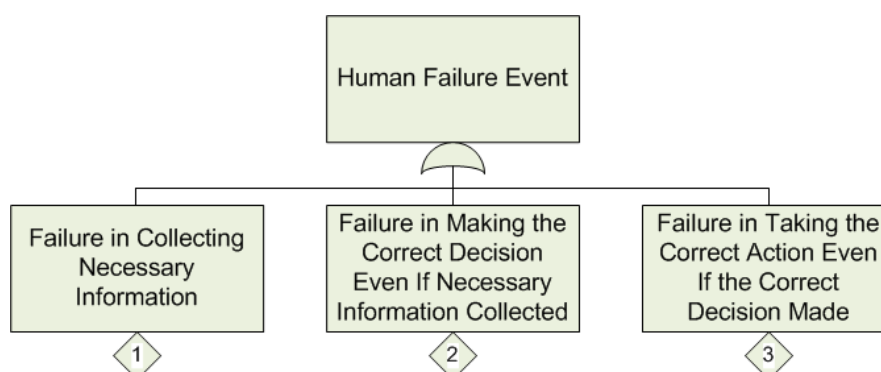 Human Failure Event
Failure in Collecting
Necessary
Information
Failure in Making the
Correct Decision
Even If Necessary
Information Collected
Failure in Taking the
Correct Action Even
If the Correct
Decision Made
1
2
3